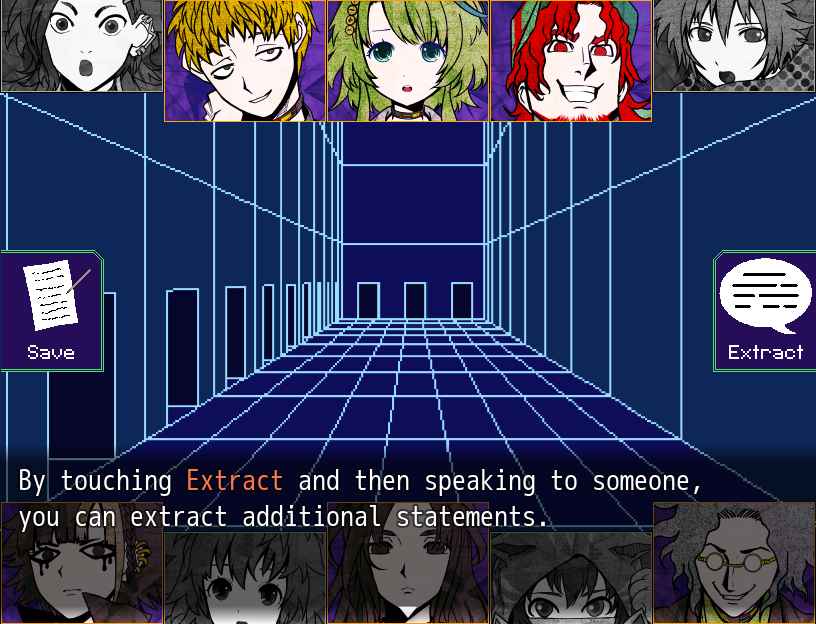 Save
Extract
By touching Extract and then speaking to someone,
you can extract additional statements.